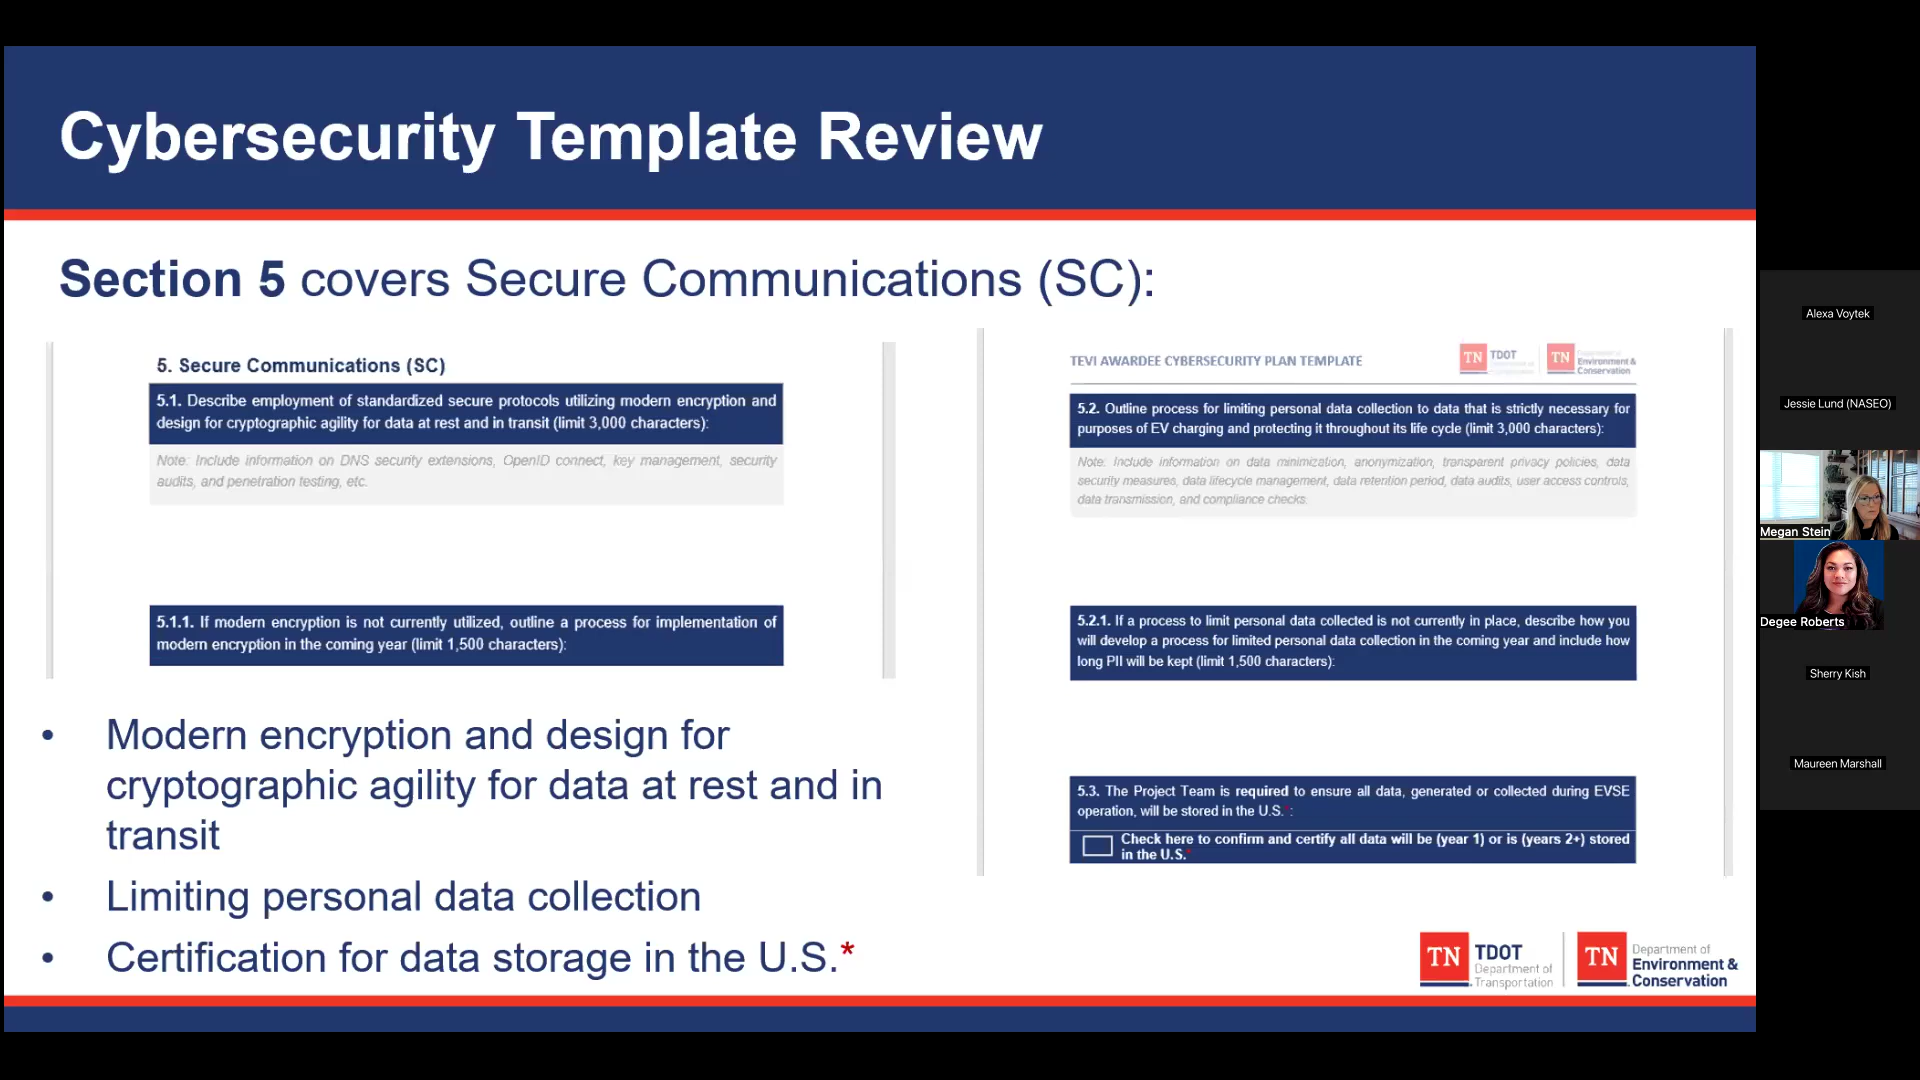 Cybersecurity Template Review
Section 5 covers Secure Communications (SC):
5. Secure Communications (SC)
5.1. Describe employment of standardized secure protocols utilizing modern encryption and
design for cryptographic agility for data at rest and in transit (limit 3,000 characters):
Note: Include information on DNS security extensions, OpenID connect, key management, security
audits, and penetration testing, etc.
5.1.1. If modern encryption is not currently utilized, outline a process for implementation of
modern encryption in the coming year (limit 1,500 characters):
TEVI AWARDEE CYBERSECURITY PLAN TEMPLATE
TN TDOT
Department of
Transportation
TN Department of
Environment &
Conservation
5.2. Outline process for limiting personal data collection to data that is strictly necessary for
purposes of EV charging and protecting it throughout its life cycle (limit 3,000 characters):
Note: Include information on data minimization, anonymization, transparent privacy policies, data
security measures, data lifecycle management, data retention period, data audits, user access controls,
data transmission, and compliance checks.
5.2.1. If a process to limit personal data collected is not currently in place, describe how you
will develop a process for limited personal data collection in the coming year and include how
long PII will be kept (limit 1,500 characters):
5.3. The Project Team is required to ensure all data, generated or collected during EVSE
operation, will be stored in the U.S.*:
Check here to confirm and certify all data will be (year 1) or is (years 2+) stored
in the U.S.*
• Modern encryption and design for
cryptographic agility for data at rest and in
transit
• Limiting personal data collection
• Certification for data storage in the U.S.*
TN TDOT
Department of
Transportation
TN Department of
Environment &
Conservation
Alexa Voytek
Jessie Lund (NASEO)
Megan Stein
Degee Roberts
Sherry Kish
Maureen Marshall